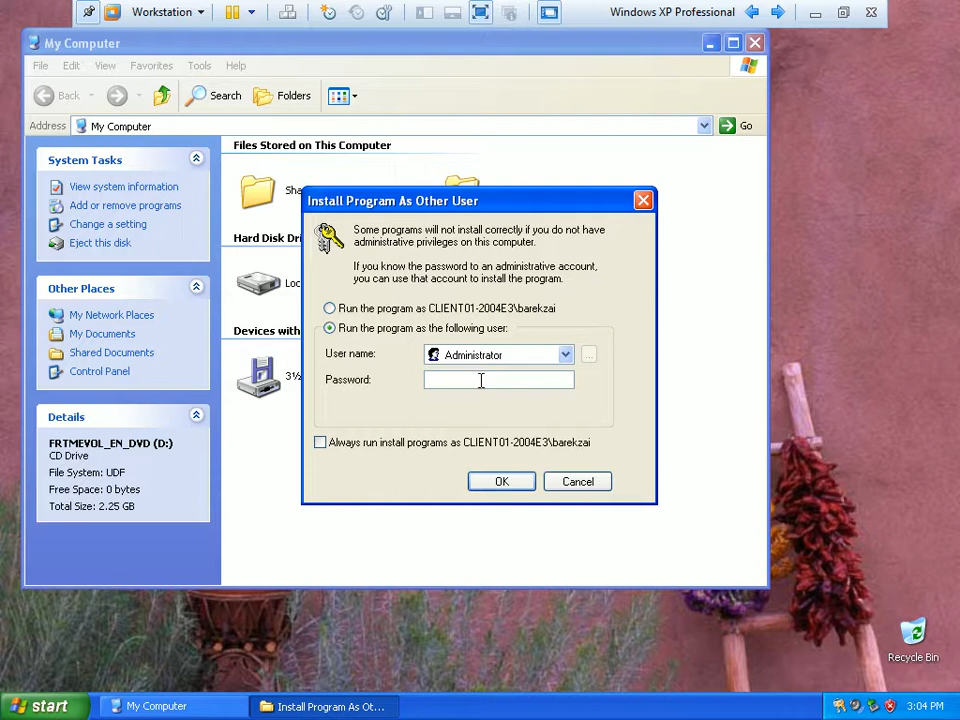 Workstation
Windows XP Professional
My Computer
File Edit View Favorites Tools Help
Back Search Folders
Address My Computer Go
System Tasks
View system information
Add or remove programs
Change a setting
Eject this disk
Other Places
My Network Places
My Documents
Shared Documents
Control Panel
Details
FRTMEVOL_EN_DVD (D:)
CD Drive
File System: UDF
Free Space: 0 bytes
Total Size: 2.25 GB
Files Stored on This Computer
Hard Disk Dri
Devices with
3½
Install Program As Other User
Some programs will not install correctly if you do not have
administrative privileges on this computer.
If you know the password to an administrative account,
you can use that account to install the program.
Run the program as CLIENT01-2004E3\barekzai
Run the program as the following user:
User name: Administrator ...
Password:
Always run install programs as CLIENT01-2004E3\barekzai
OK Cancel
Recycle Bin
start My Computer Install Program As Ot... 3:04 PM